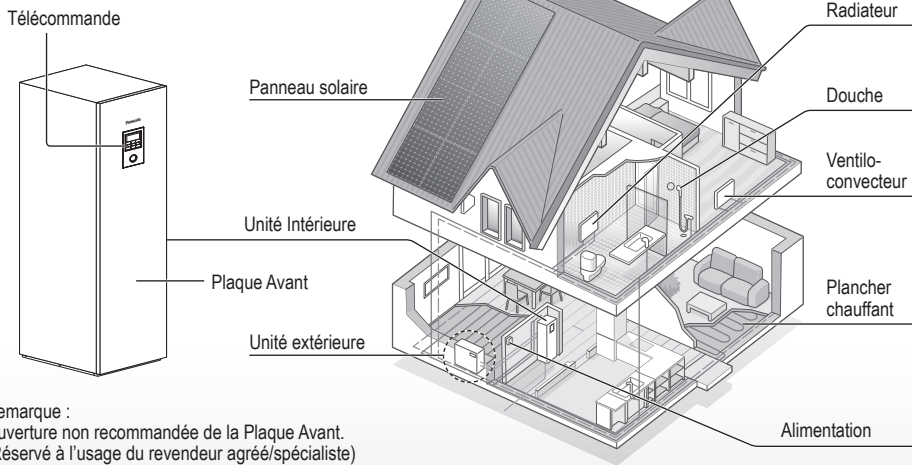 Télécommande
Panasonic
Plaque Avant
Panneau solaire
Unité Intérieure
Unité extérieure
Radiateur
Douche
Ventilo-
convecteur
Plancher
chauffant
Alimentation
emarque :
uverture non recommandée de la Plaque Avant.
Réservé à l'usage du revendeur agréé/spécialiste)